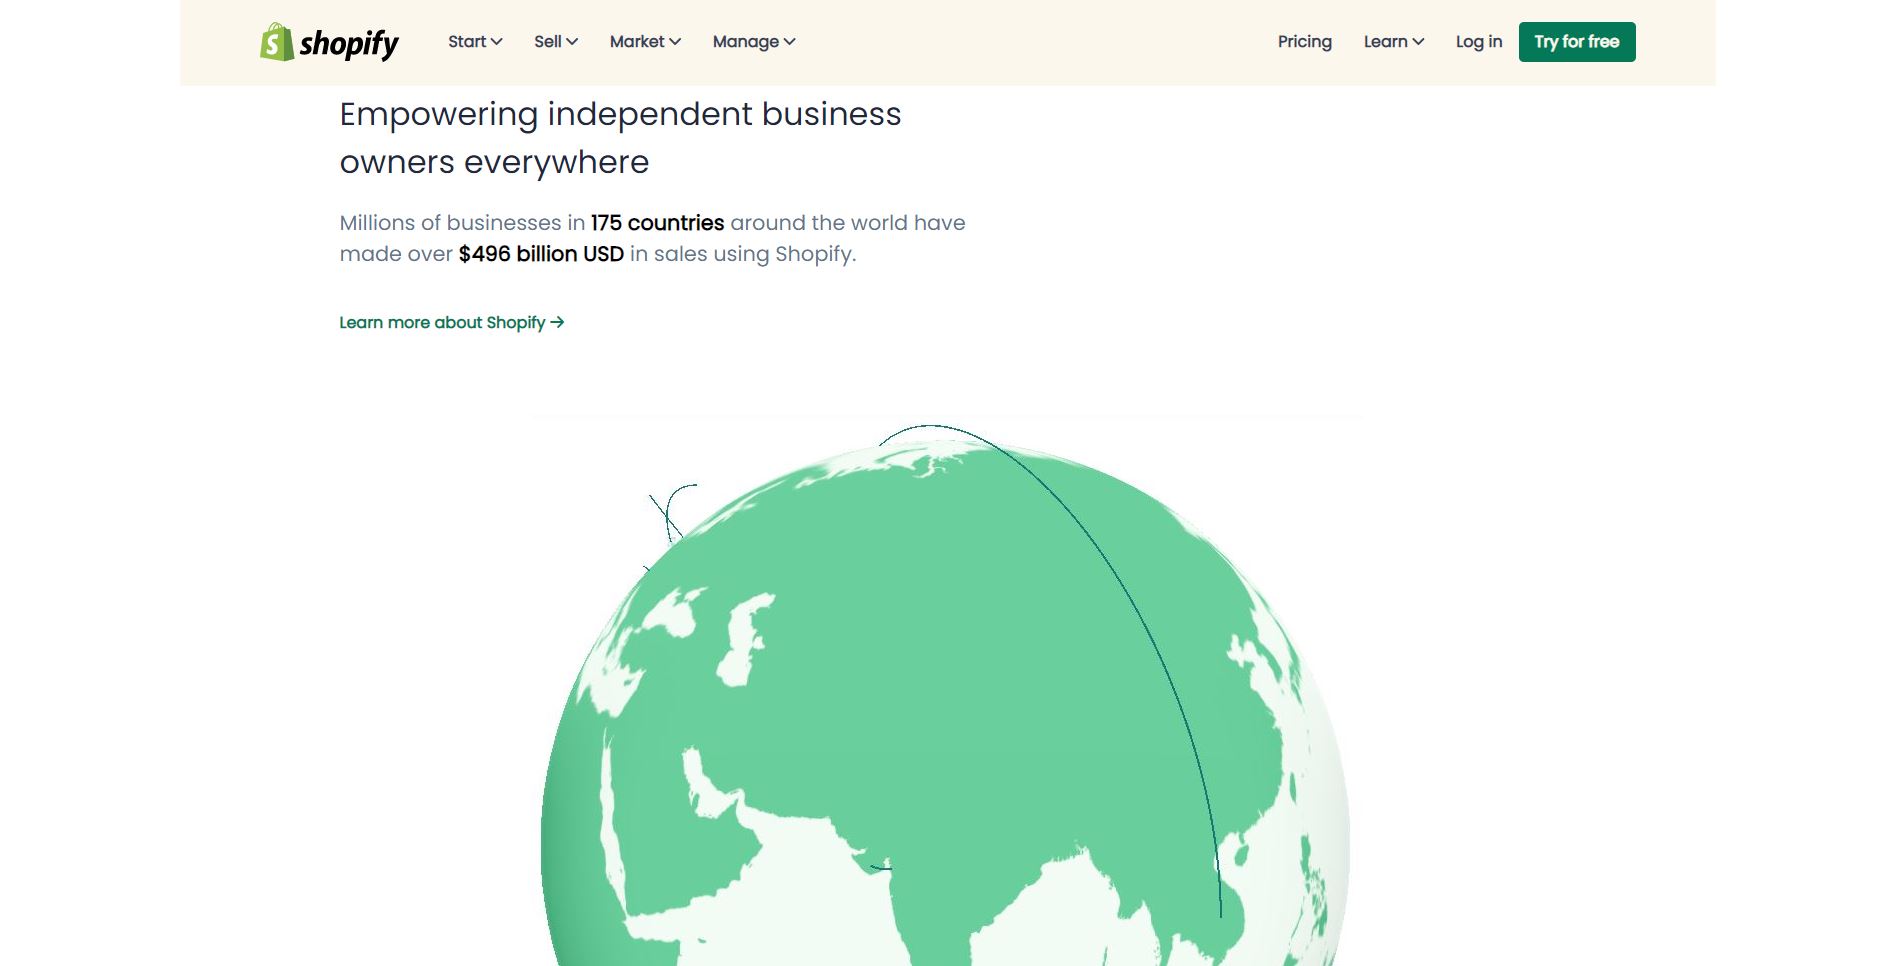 shopify Start Sell Market Manage Pricing Learn Log in Try for free
Empowering independent business
owners everywhere
Millions of businesses in 175 countries around the world have
made over $496 billion USD in sales using Shopify.
Learn more about Shopify →